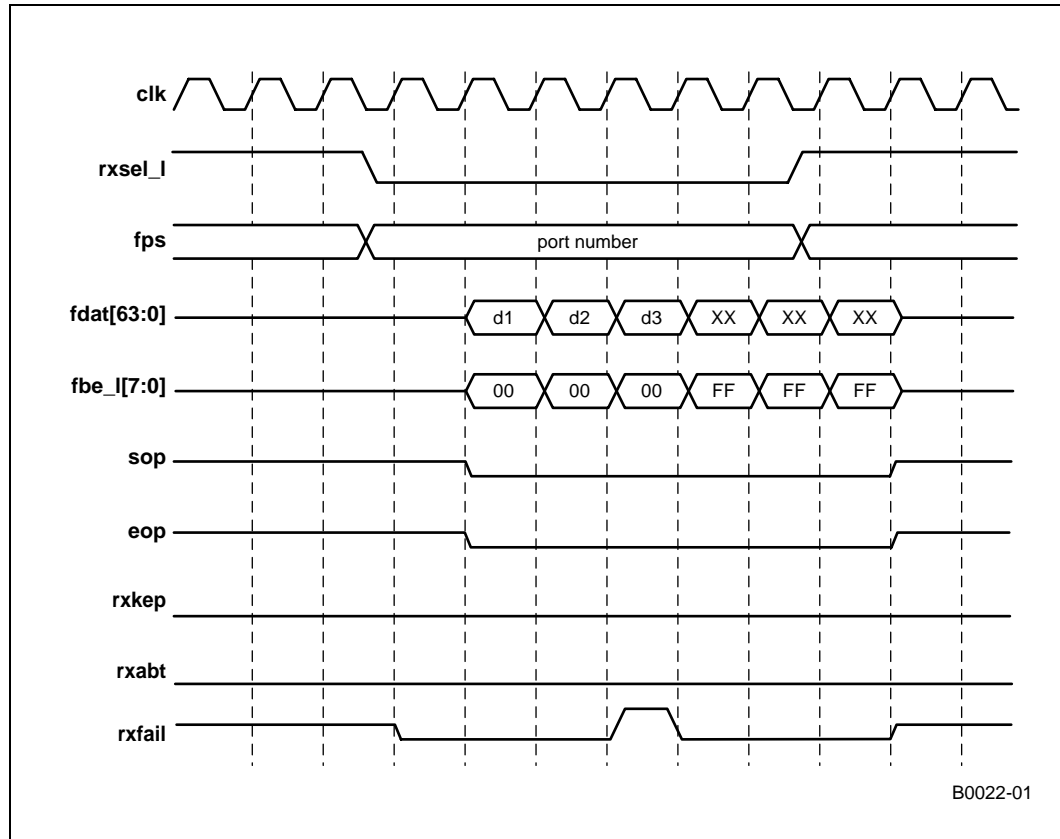 clk
rxsel_l
fps
port number
fdat[63:0]
d1 d2 d3 XX XX XX
fbe_l[7:0]
00 00 00 FF FF FF
sop
eop
rxkep
rxabt
rxfail
B0022-01